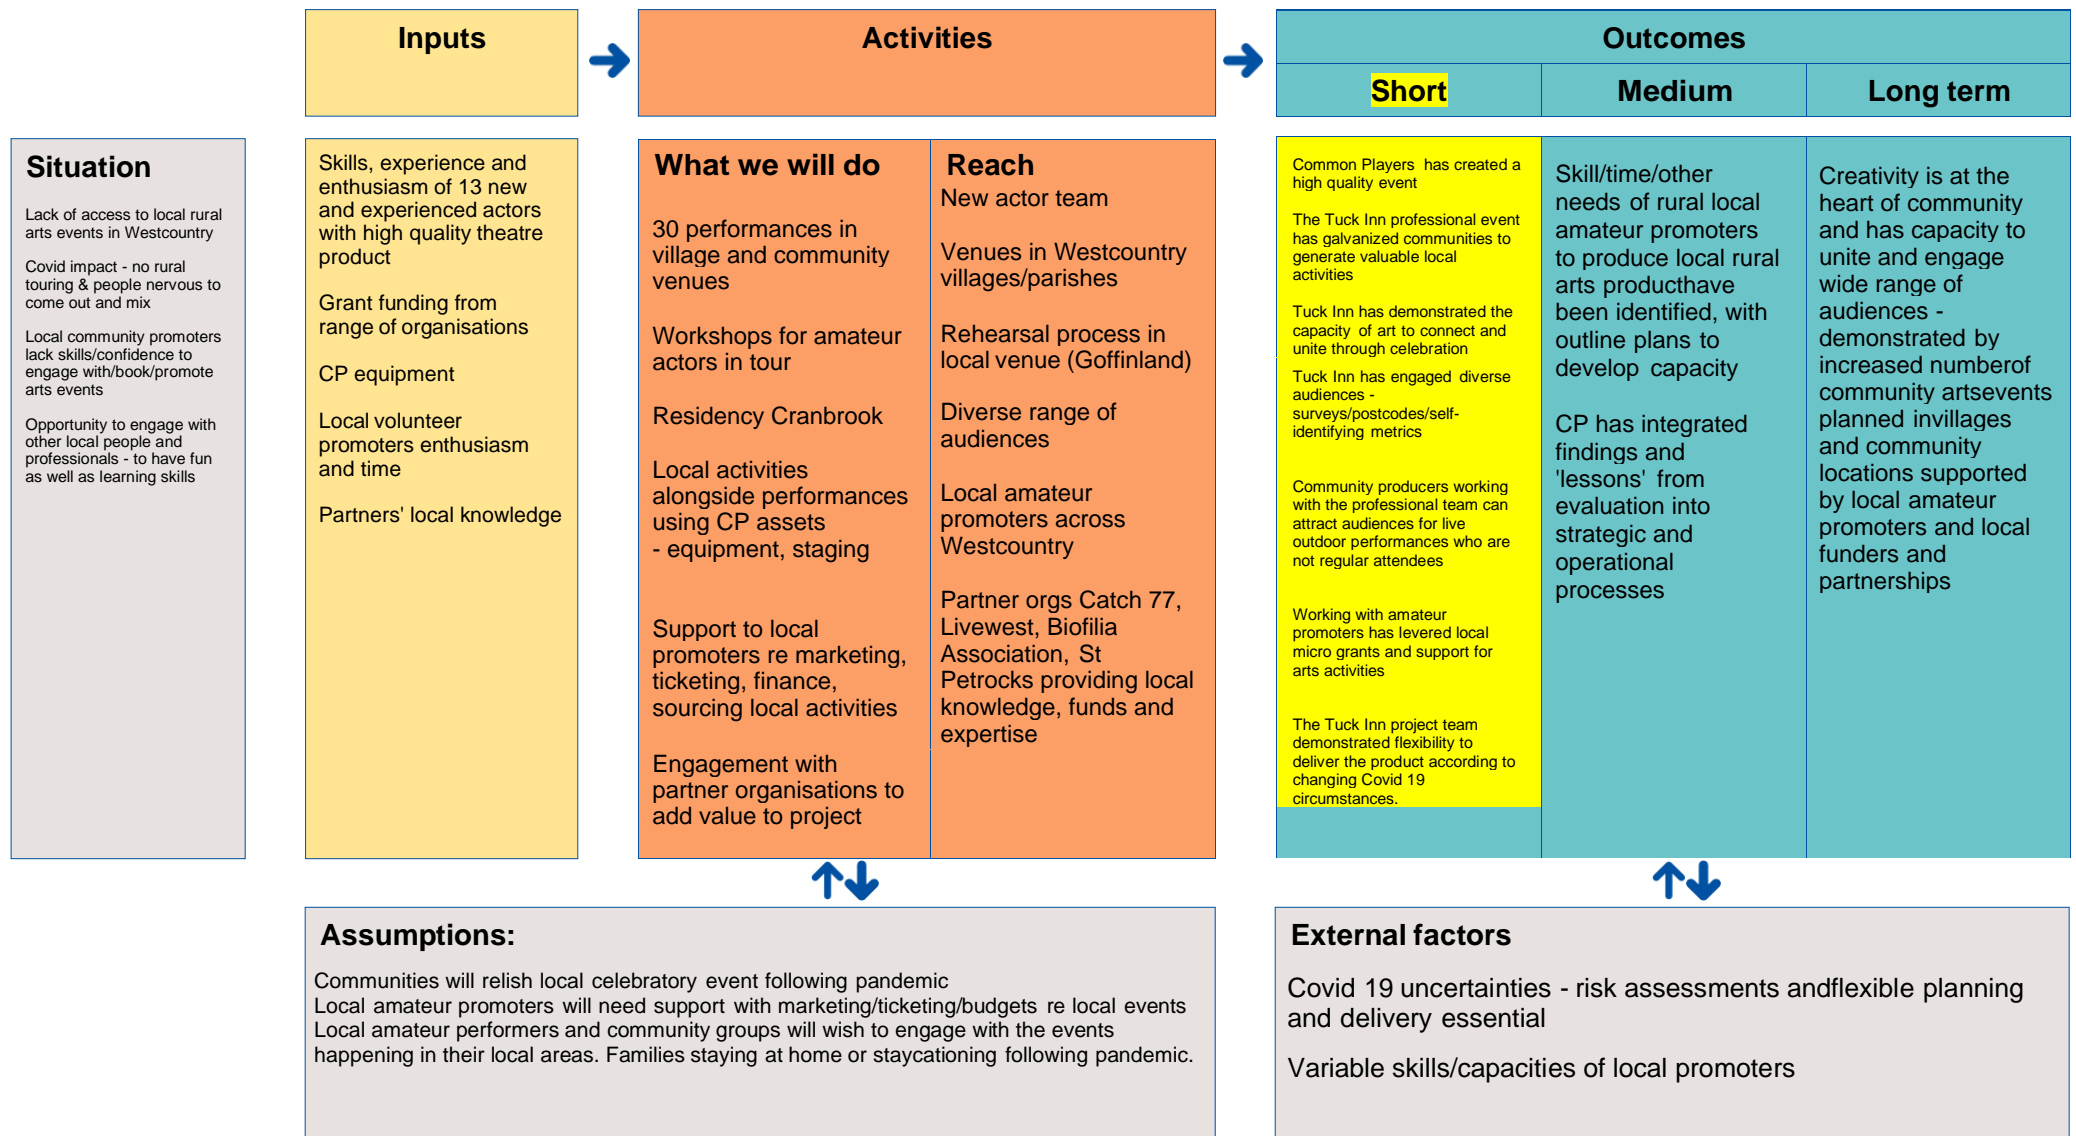 Inputs
Activities
Outcomes
Short
Medium
Long term
Situation
Lack of access to local rural
arts events in Westcountry
Covid impact - no rural
touring & people nervous to
come out and mix
Local community promoters
lack skills/confidence to
engage with/book/promote
arts events
Opportunity to engage with
other local people and
professionals - to have fun
as well as learning skills
Skills, experience and
enthusiasm of 13 new
and experienced actors
with high quality theatre
product
Grant funding from
range of organisations
CP equipment
Local volunteer
promoters enthusiasm
and time
Partners' local knowledge
What we will do
30 performances in
village and community
venues
Workshops for amateur
actors in tour
Residency Cranbrook
Local activities
alongside performances
using CP assets
- equipment, staging
Support to local
promoters re marketing,
ticketing, finance,
sourcing local activities
Engagement with
partner organisations to
add value to project
Reach
New actor team
Venues in Westcountry
villages/parishes
Rehearsal process in
local venue (Goffinland)
Diverse range of
audiences
Local amateur
promoters across
Westcountry
Partner orgs Catch 77,
Livewest, Biofilia
Association, St
Petrocks providing local
knowledge, funds and
expertise
Common Players has created a
high quality event
The Tuck Inn professional event
has galvanized communities to
generate valuable local
activities
Tuck Inn has demonstrated the
capacity of art to connect and
unite through celebration
Tuck Inn has engaged diverse
audiences -
surveys/postcodes/self-
identifying metrics
Community producers working
with the professional team can
attract audiences for live
outdoor performances who are
not regular attendees
Working with amateur
promoters has levered local
micro grants and support for
arts activities
The Tuck Inn project team
demonstrated flexibility to
deliver the product according to
changing Covid 19
circumstances.
Skill/time/other
needs of rural local
amateur promoters
to produce local rural
arts producthave
been identified, with
outline plans to
develop capacity
CP has integrated
findings and
'lessons' from
evaluation into
strategic and
operational
processes
Creativity is at the
heart of community
and has capacity to
unite and engage
wide range of
audiences -
demonstrated by
increased numberof
community artsevents
planned invillages
and community
locations supported
by local amateur
promoters and local
funders and
partnerships
Assumptions:
Communities will relish local celebratory event following pandemic
Local amateur promoters will need support with marketing/ticketing/budgets re local events
Local amateur performers and community groups will wish to engage with the events
happening in their local areas. Families staying at home or staycationing following pandemic.
External factors
Covid 19 uncertainties - risk assessments andflexible planning
and delivery essential
Variable skills/capacities of local promoters